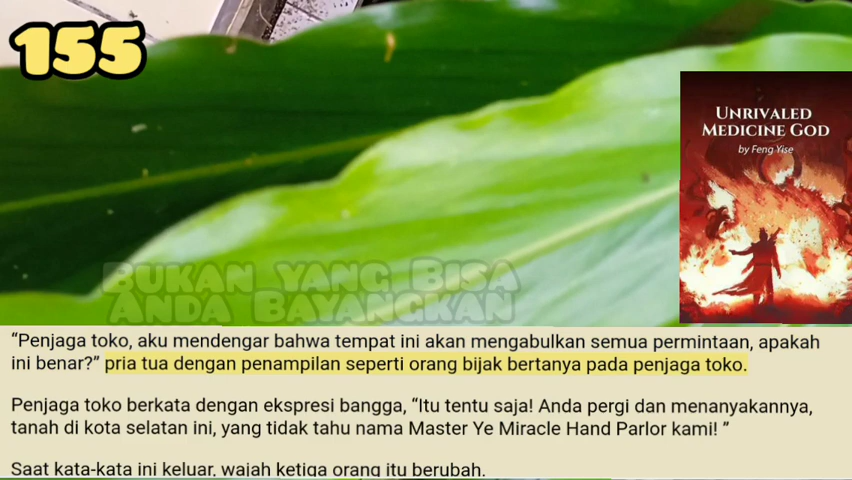 155
UNRIVALED
MEDICINE GOD
by Feng Yise
BUKAN YANG BISA
ANDA BAYANGKAN
“Penjaga toko, aku mendengar bahwa tempat ini akan mengabulkan semua permintaan, apakah
ini benar?” pria tua dengan penampilan seperti orang bijak bertanya pada penjaga toko.
Penjaga toko berkata dengan ekspresi bangga, “Itu tentu saja! Anda pergi dan menanyakannya,
tanah di kota selatan ini, yang tidak tahu nama Master Ye Miracle Hand Parlor kami! ”
Saat kata-kata ini keluar, wajah ketiga orang itu berubah.